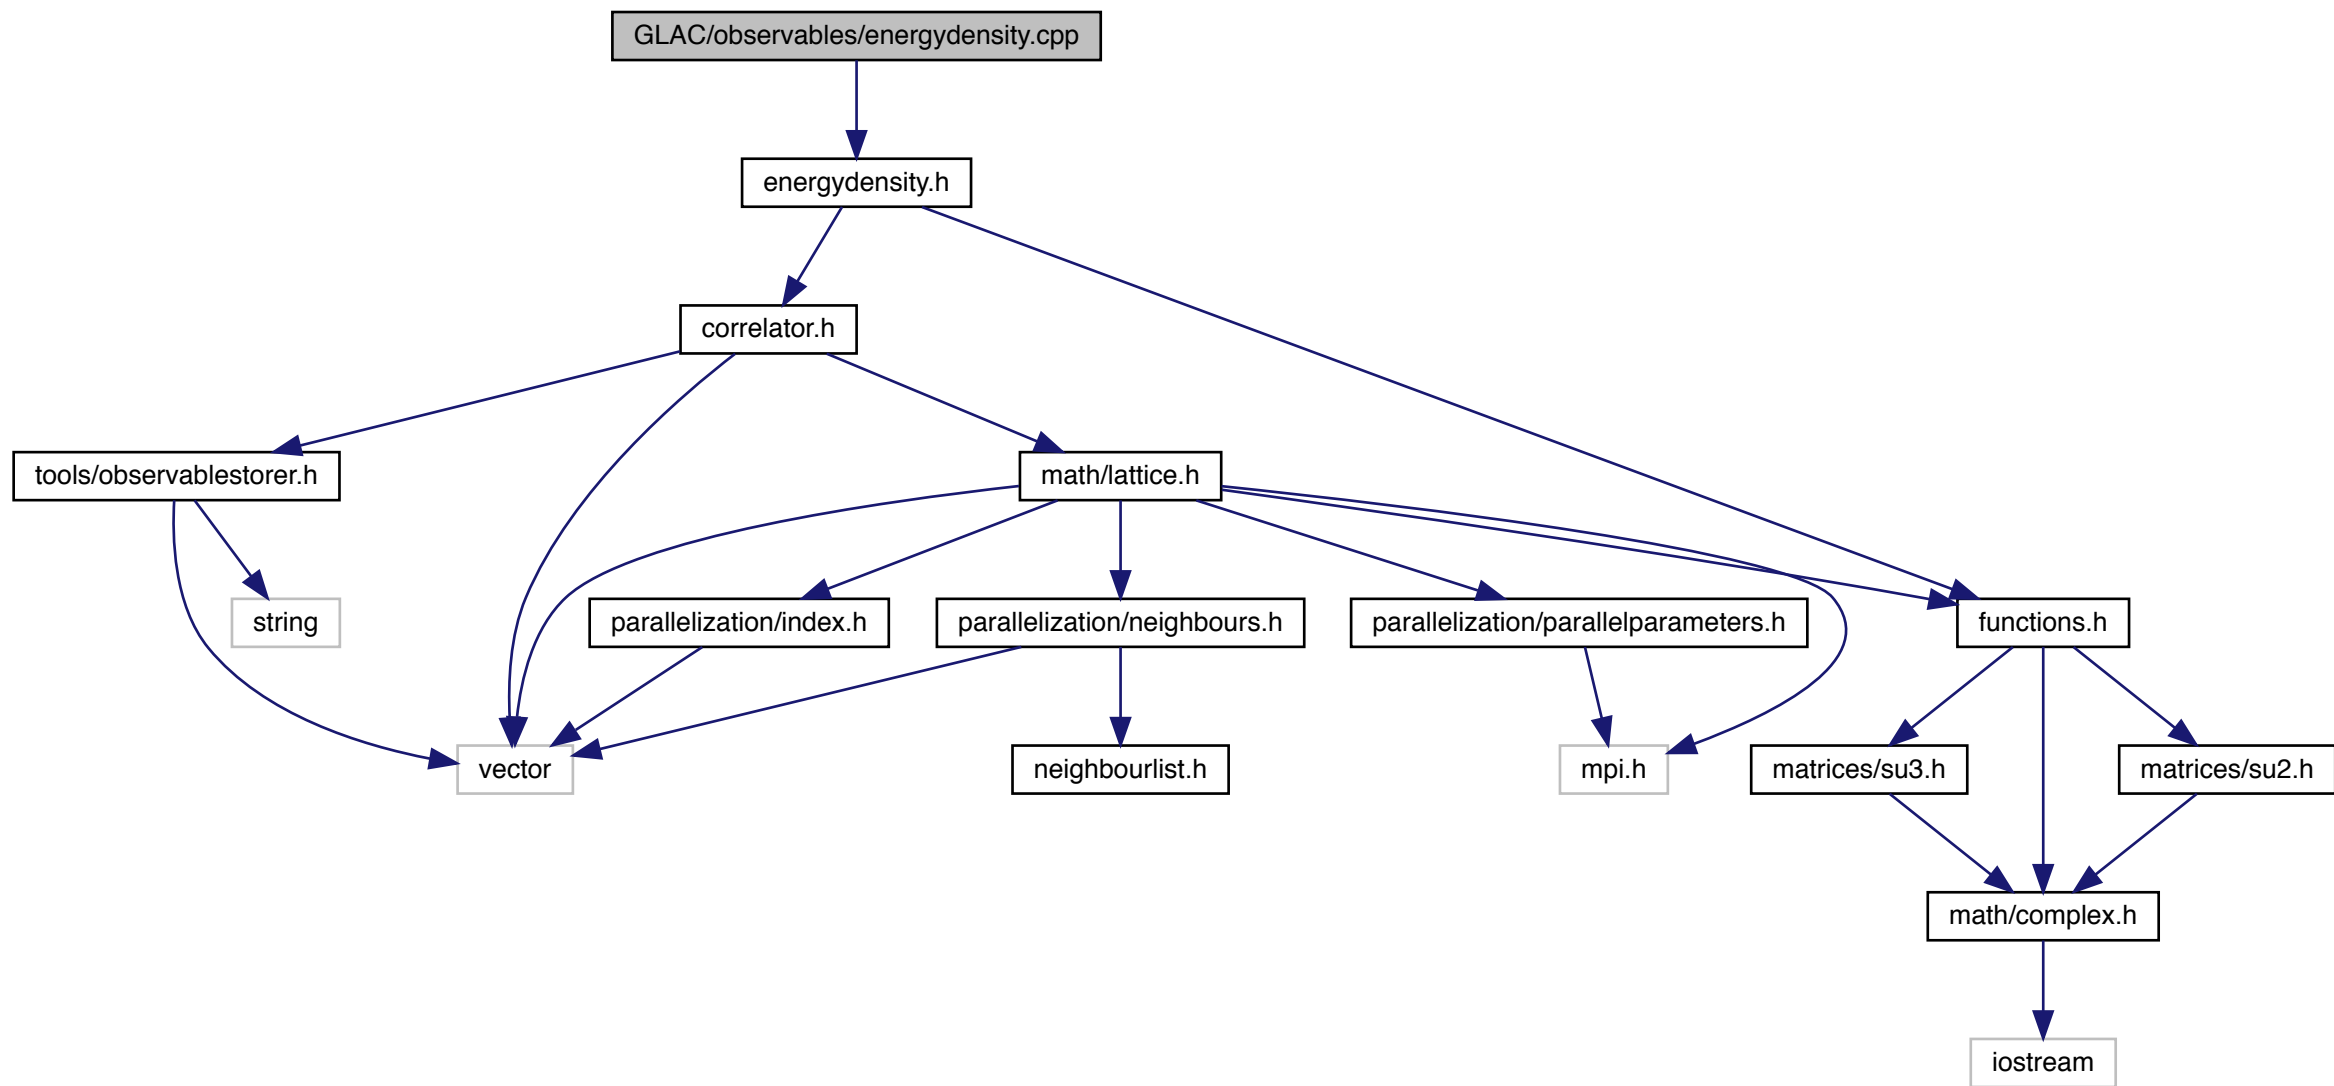 GLAC/observables/energydensity.cpp
energydensity.h
correlator.h
tools/observablestorer.h
math/lattice.h
string
parallelization/index.h
parallelization/neighbours.h
parallelization/parallelparameters.h
functions.h
vector
neighbourlist.h
mpi.h
matrices/su3.h
matrices/su2.h
math/complex.h
iostream